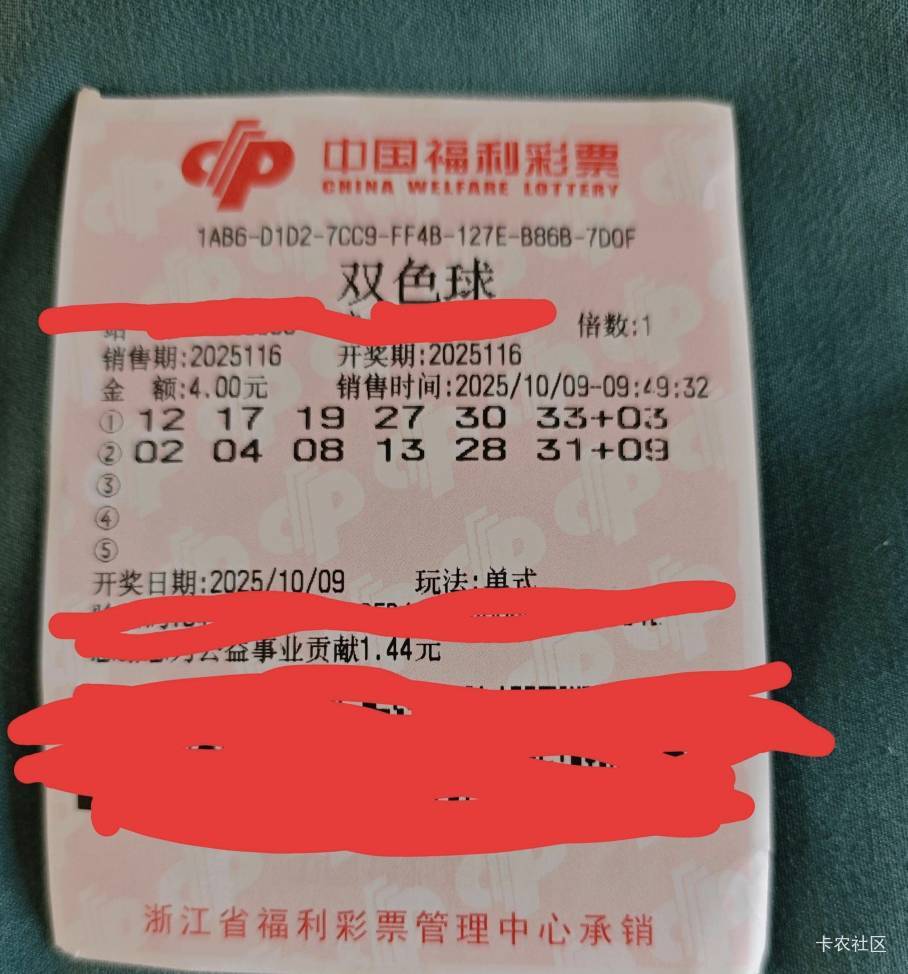 中国福利彩票
CHINA WELFARE LOTTERY
1AB6-D1D2-7CC9-FF4B-127E-B86B-7D0F
双色球
倍数:1
销售期:2025116 开奖期:2025116
金 额:4.00元 销售时间:2025/10/09-09:49:32
① 12 17 19 27 30 33+03
② 02 04 08 13 28 31+09
③
④
⑤
开奖日期:2025/10/09 玩法:单式
公益事业贡献1.44元
浙江省福利彩票管理中心承销
卡农社区